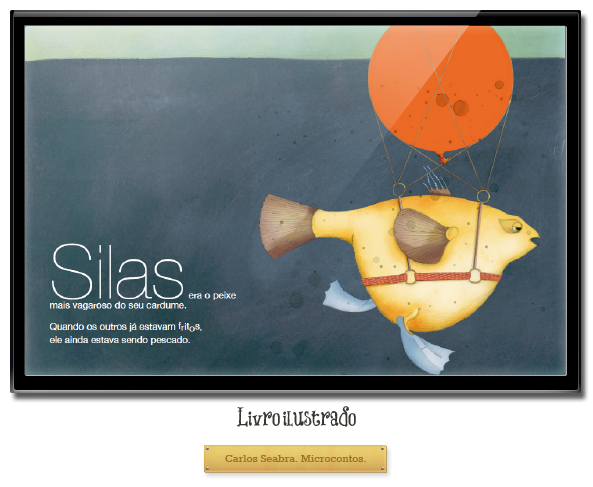 Silas era o peixe
mais vagaroso do seu cardume.
Quando os outros já estavam fritos,
ele ainda estava sendo pescado.
Livro ilustrado
Carlos Seabra. Microcontos.